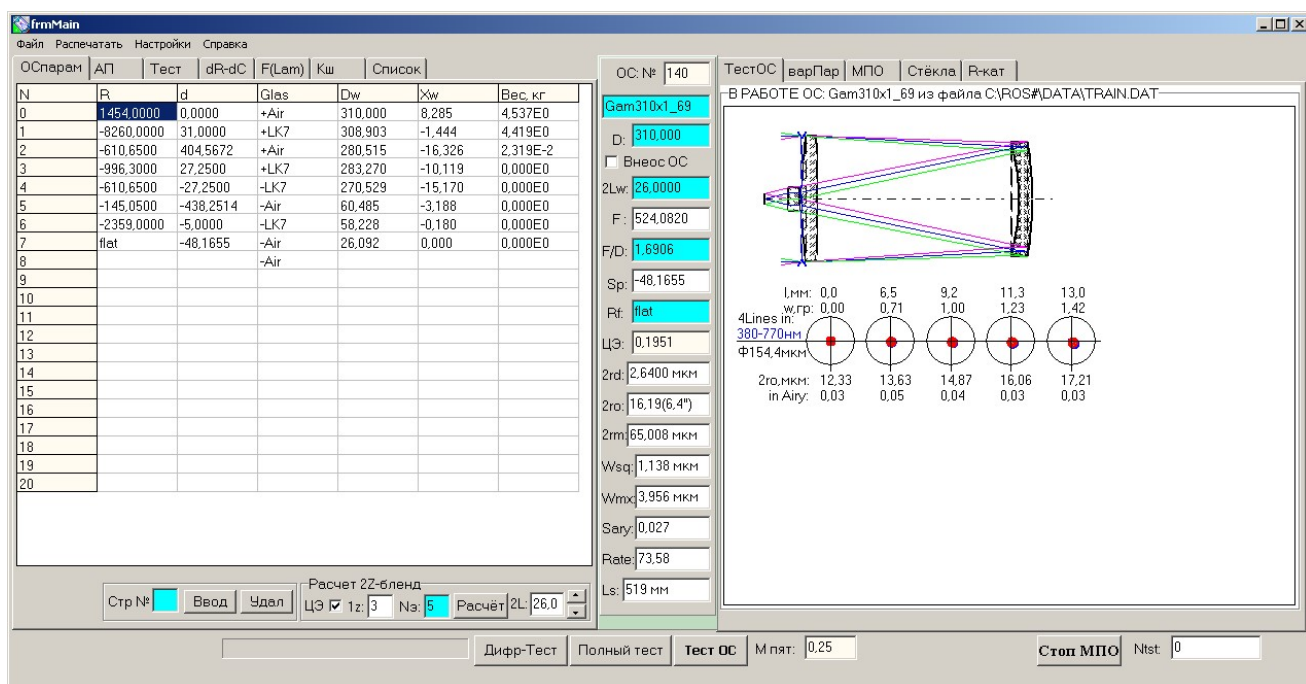 frmMain
Файл Распечатать Настройки Справка
ОСпарам АП Тест dR-dC F(Lam) Кш Список
N R d Glas Dw Xw Вес, кг
0 1454,0000 0,0000 +Air 310,000 8,285 4,537E0
1 -8260,0000 31,0000 +LK7 308,903 -1,444 4,419E0
2 -610,6500 404,5672 +Air 280,515 -16,326 2,319E-2
3 -996,3000 27,2500 +LK7 283,270 -10,119 0,000E0
4 -610,6500 -27,2500 -LK7 270,529 -15,170 0,000E0
5 -145,0500 -438,2514 -Air 60,485 -3,188 0,000E0
6 -2359,0000 -5,0000 -LK7 58,228 -0,180 0,000E0
7 flat -48,1655 -Air 26,092 0,000 0,000E0
8 -Air
9
10
11
12
13
14
15
16
17
18
19
20
Стр № Ввод Удал
Расчет 2Z-бленд
ЦЭ 1z: 3 Nэ: 5 Расчёт 2L: 26,0
ОС: № 140
Gam310x1_69
D: 310,000
Внеос ОС
2Lw: 26,0000
F: 524,0820
F/D: 1,6906
Sp: -48,1655
Rf: flat
ЦЭ: 0,1951
2rd: 2,6400 мкм
2ro: 16,19(6,4")
2rm: 65,008 мкм
Wsq: 1,138 мкм
Wmx 3,956 мкм
Sary: 0,027
Rate: 73,58
Ls: 519 мм
ТестОС варПар МПО Стёкла R-кат
В РАБОТЕ ОС: Gam310x1_69 из файла C:\ROS#\DATA\TRAIN.DAT
l,мм: 0,0 6,5 9,2 11,3 13,0
w,гр: 0,00 0,71 1,00 1,23 1,42
4Lines in:
380-770нм
Ф154,4мкм
2ro,мкм: 12,33 13,63 14,87 16,06 17,21
in Airy: 0,03 0,05 0,04 0,03 0,03
Дифр-Тест Полный тест Тест ОС М пят: 0,25 Стоп МПО Ntst: 0